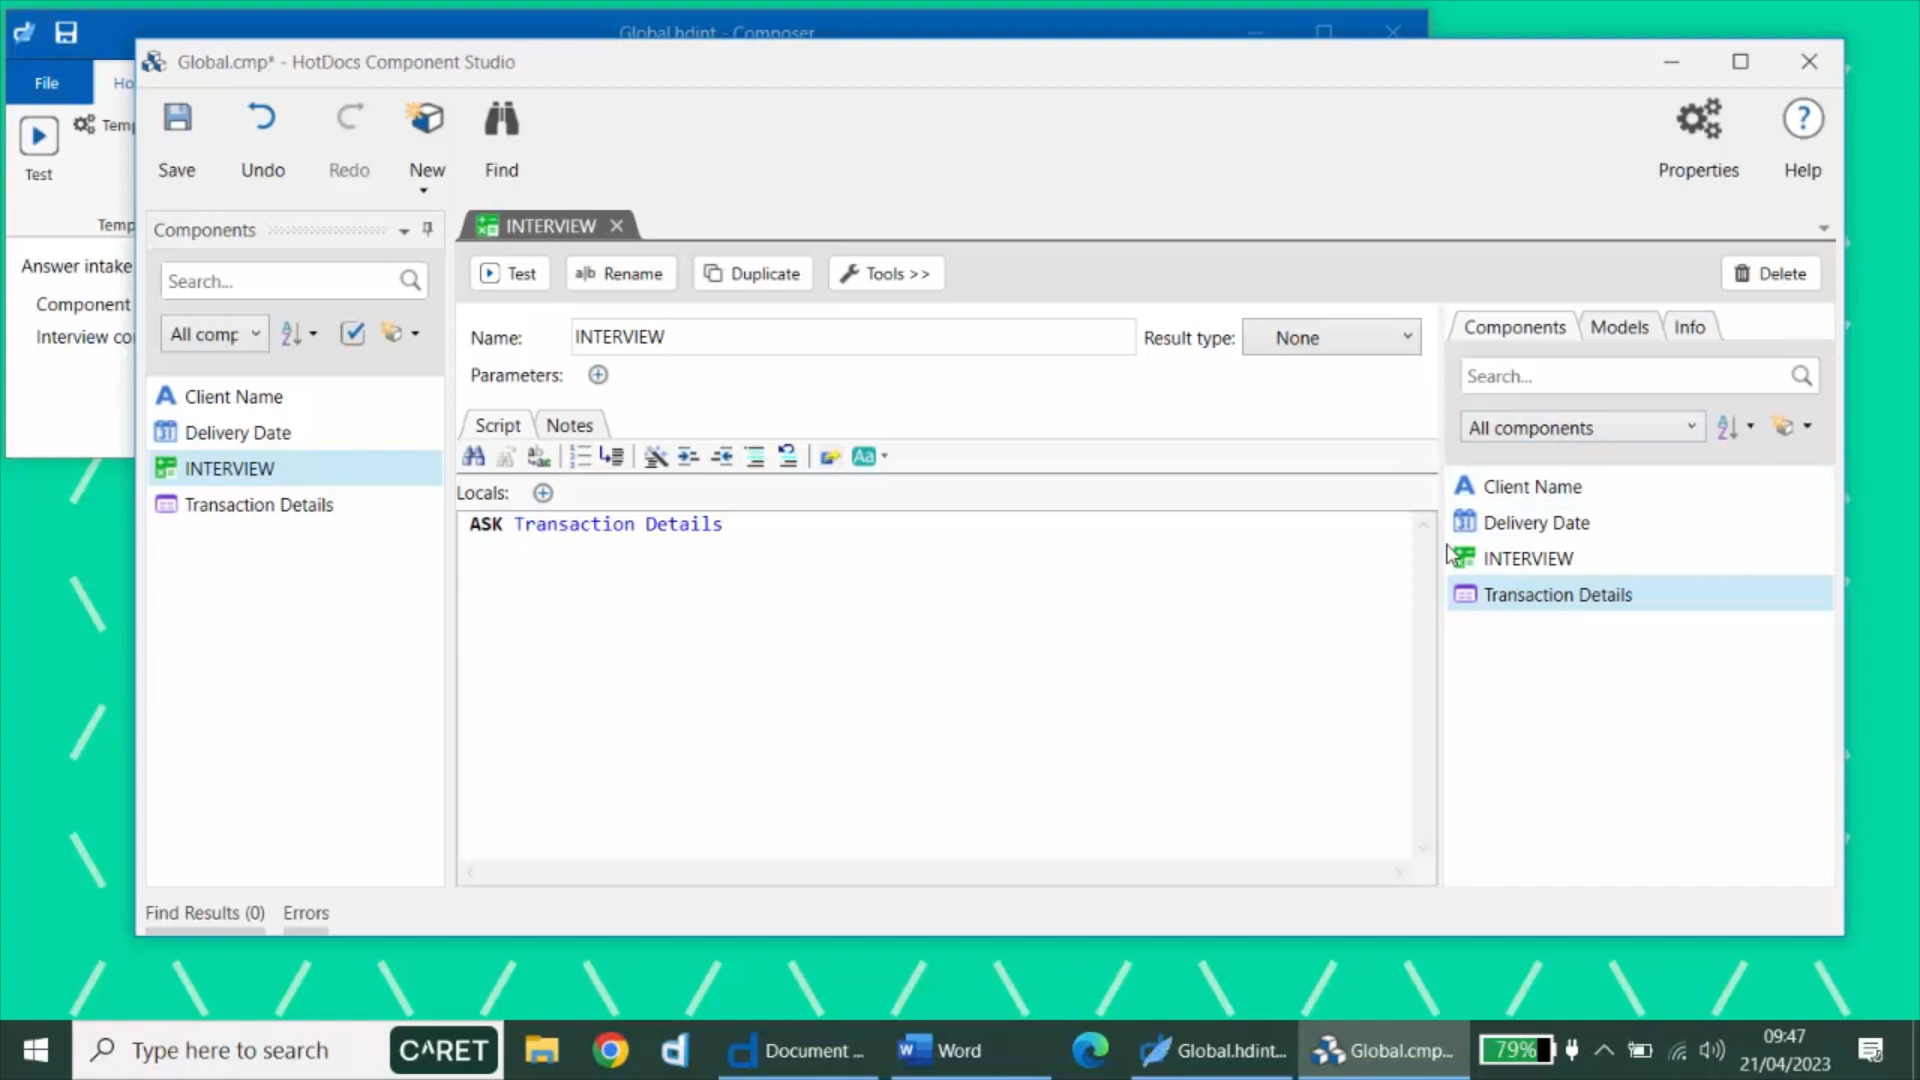 Global.hdint - Composer
Global.cmp* - HotDocs Component Studio
File
Ho
Temp
Test
Temp
Answer intake
Component
Interview co
Save
Undo
Redo
New
Find
Properties
Help
Components
Search...
All comp
Client Name
Delivery Date
INTERVIEW
Transaction Details
INTERVIEW
Test
a|b Rename
Duplicate
Tools >>
Delete
Name:
INTERVIEW
Result type:
None
Parameters:
Script
Notes
Aa
Locals:
ASK Transaction Details
Components
Models
Info
Search...
All components
Client Name
Delivery Date
INTERVIEW
Transaction Details
Find Results (0)
Errors
Type here to search
C^RET
Document ...
Word
Global.hdint...
Global.cmp...
79%
09:47
21/04/2023